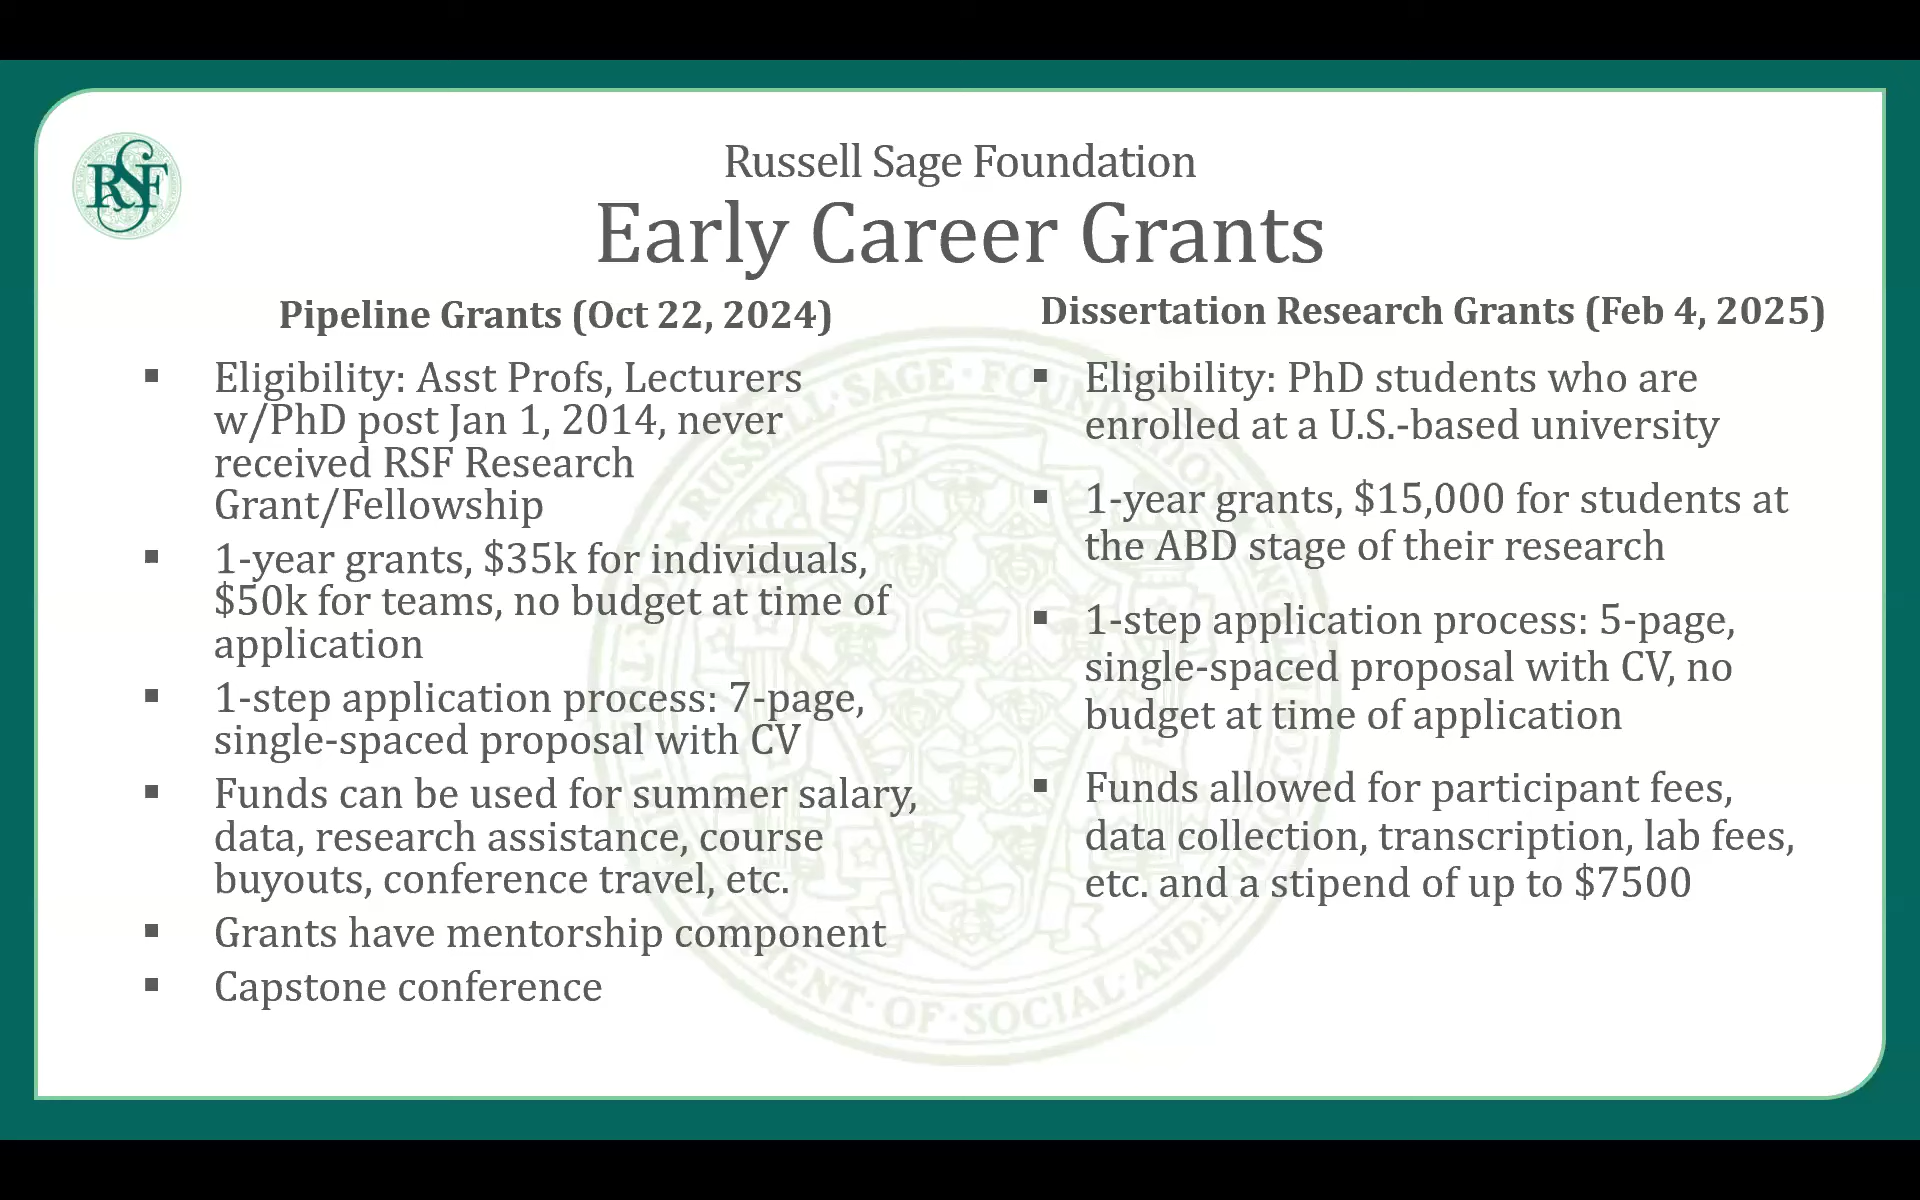 RSF
Russell Sage Foundation
Early Career Grants
Pipeline Grants (Oct 22, 2024)
▪ Eligibility: Asst Profs, Lecturers
w/PhD post Jan 1, 2014, never
received RSF Research
Grant/Fellowship
▪ 1-year grants, $35k for individuals,
$50k for teams, no budget at time of
application
▪ 1-step application process: 7-page,
single-spaced proposal with CV
▪ Funds can be used for summer salary,
data, research assistance, course
buyouts, conference travel, etc.
▪ Grants have mentorship component
▪ Capstone conference
Dissertation Research Grants (Feb 4, 2025)
▪ Eligibility: PhD students who are
enrolled at a U.S.-based university
▪ 1-year grants, $15,000 for students at
the ABD stage of their research
▪ 1-step application process: 5-page,
single-spaced proposal with CV, no
budget at time of application
▪ Funds allowed for participant fees,
data collection, transcription, lab fees,
etc. and a stipend of up to $7500
RUSSELL·SAGE·FOUNDATION
OF·SOCIAL·AND